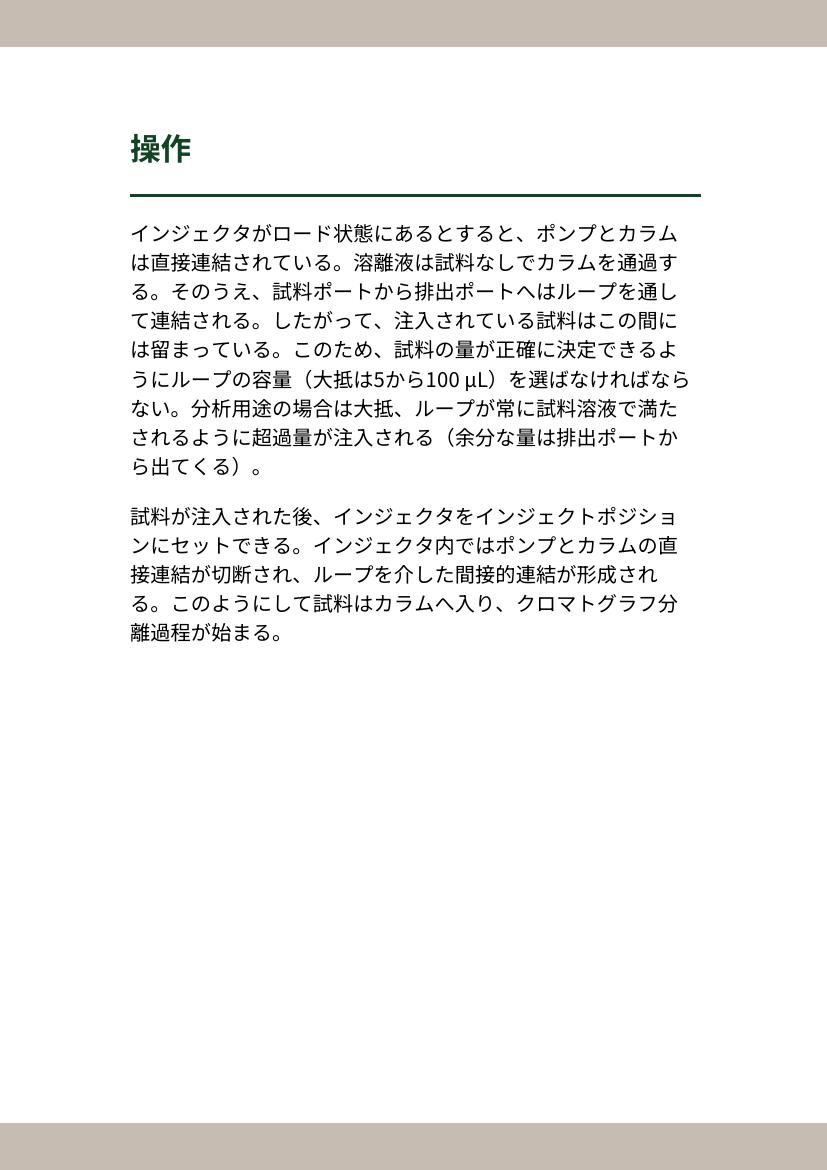 操作
インジェクタがロード状態にあるとすると、ポンプとカラム
は直接連結されている。溶離液は試料なしでカラムを通過す
る。そのうえ、試料ポートから排出ポートへはループを通し
て連結される。したがって、注入されている試料はこの間に
は留まっている。このため、試料の量が正確に決定できるよ
うにループの容量（大抵は5から100 µL）を選ばなければなら
ない。分析用途の場合は大抵、ループが常に試料溶液で満た
されるように超過量が注入される（余分な量は排出ポートか
ら出てくる）。
試料が注入された後、インジェクタをインジェクトポジショ
ンにセットできる。インジェクタ内ではポンプとカラムの直
接連結が切断され、ループを介した間接的連結が形成され
る。このようにして試料はカラムへ入り、クロマトグラフ分
離過程が始まる。